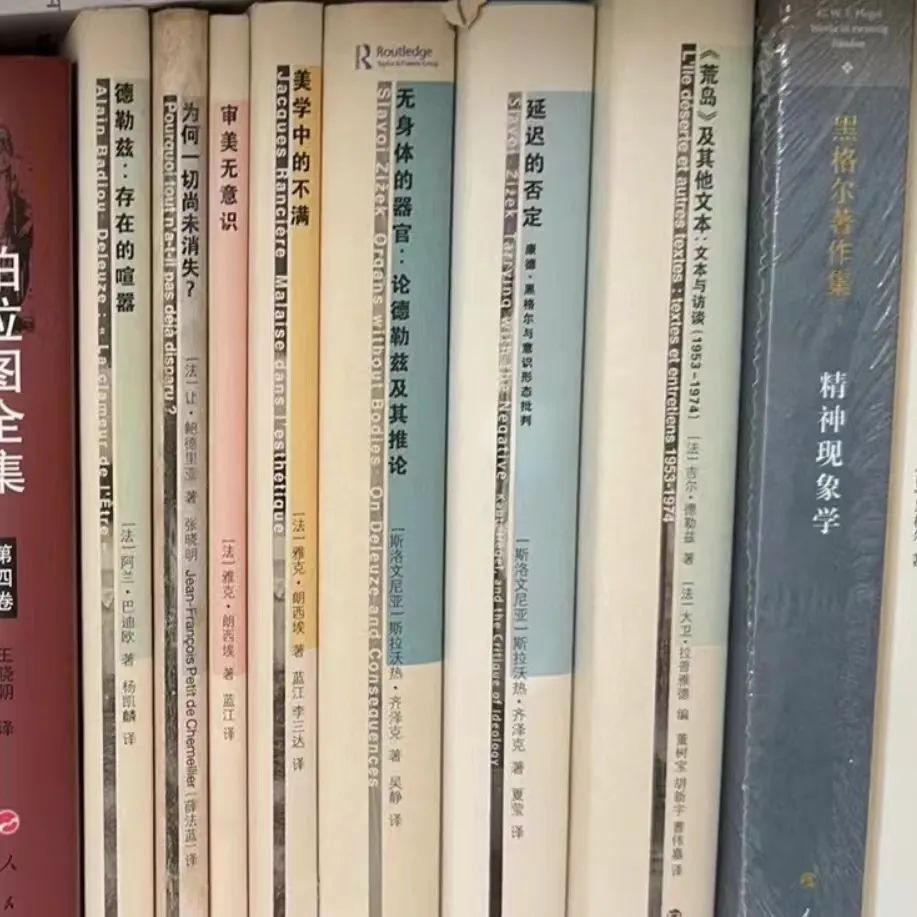 柏拉图全集
第四卷
王晓朝 译
人
德勒兹：存在的喧嚣
Alain Badiou Deleuze : « La clameur de l'Être »
〔法〕阿兰·巴迪欧 著 杨凯麟 译
为何一切尚未消失？
Pourquoi tout n'a-t-il pas déjà disparu ?
〔法〕让·鲍德里亚 著 张晓明 Jean-François Petit de Chemellier〔薛法蓝〕译
审美无意识
〔法〕雅克·朗西埃 著 蓝江 译
美学中的不满
Jacques Rancière Malaise dans l'esthétique
〔法〕雅克·朗西埃 著 蓝江 李三达 译
Routledge
Taylor & Francis Group
无身体的器官：论德勒兹及其推论
Slavoj Žižek Organs without Bodies: On Deleuze and Consequences
〔斯洛文尼亚〕斯拉沃热·齐泽克 著 吴静 译
延迟的否定
康德、黑格尔与意识形态批判
Slavoj Žižek Tarrying with the Negative: Kant, Hegel, and the Critique of Ideology
〔斯洛文尼亚〕斯拉沃热·齐泽克 著 夏莹 译
《荒岛》及其他文本：文本与访谈（1953-1974）
L'île déserte et autres textes : textes et entretiens 1953-1974
〔法〕吉尔·德勒兹 著 〔法〕大卫·拉普雅德 编 董树宝 胡新宇 曹伟嘉 译
G. W. F. Hegel
黑格尔著作集
精神现象学
人